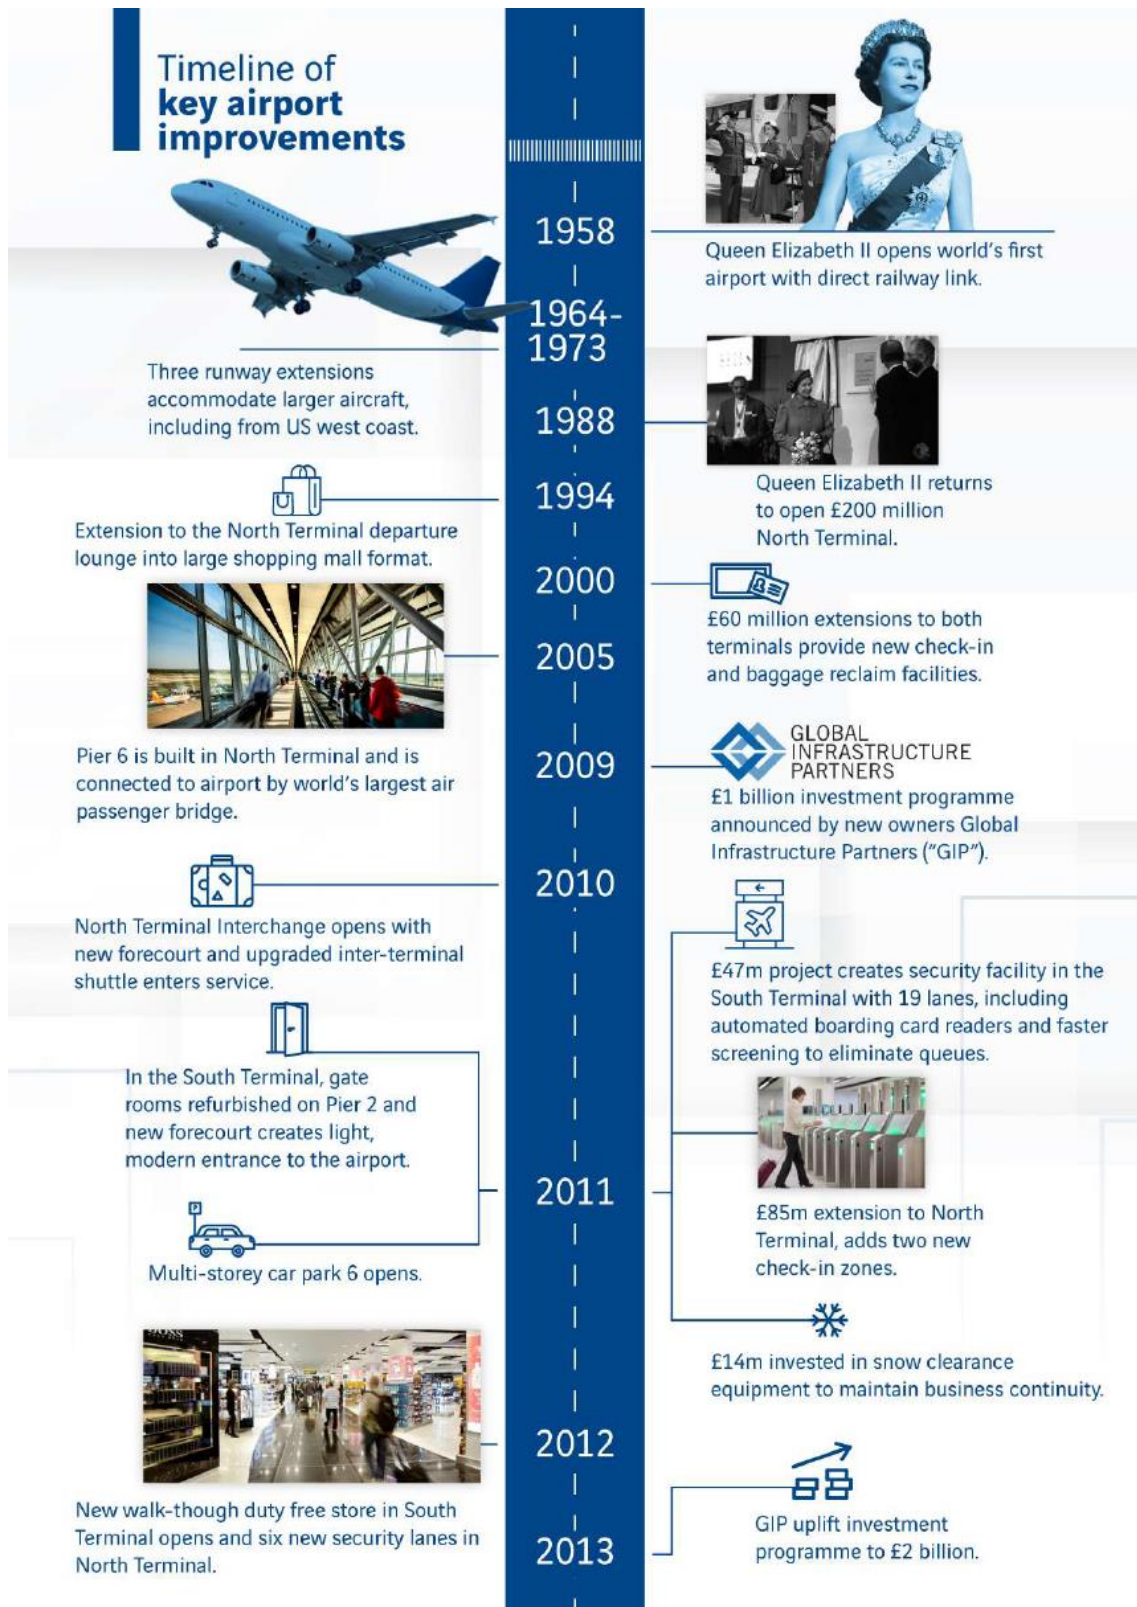 Timeline of
key airport
improvements
1958
Queen Elizabeth II opens world's first
airport with direct railway link.
1964-
1973
Three runway extensions
accommodate larger aircraft,
including from US west coast.
1988
Queen Elizabeth II returns
to open £200 million
North Terminal.
1994
Extension to the North Terminal departure
lounge into large shopping mall format.
2000
£60 million extensions to both
terminals provide new check-in
and baggage reclaim facilities.
2005
Pier 6 is built in North Terminal and is
connected to airport by world's largest air
passenger bridge.
2009
GLOBAL
INFRASTRUCTURE
PARTNERS
£1 billion investment programme
announced by new owners Global
Infrastructure Partners ("GIP").
2010
North Terminal Interchange opens with
new forecourt and upgraded inter-terminal
shuttle enters service.
£47m project creates security facility in the
South Terminal with 19 lanes, including
automated boarding card readers and faster
screening to eliminate queues.
In the South Terminal, gate
rooms refurbished on Pier 2 and
new forecourt creates light,
modern entrance to the airport.
2011
£85m extension to North
Terminal, adds two new
check-in zones.
P
Multi-storey car park 6 opens.
£14m invested in snow clearance
equipment to maintain business continuity.
2012
New walk-though duty free store in South
Terminal opens and six new security lanes in
North Terminal.
2013
GIP uplift investment
programme to £2 billion.